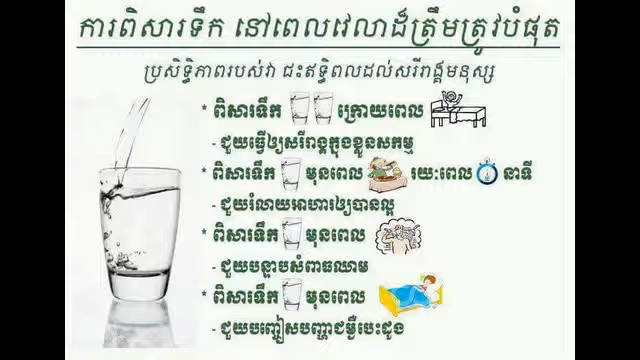 ការពិសារទឹក នៅពេលវេលាដ៏ត្រឹមត្រូវបំផុត
ប្រសិទ្ធិភាពរបស់វា ជះឥទ្ធិពលដល់សរីរាង្គមនុស្ស
* ពិសារទឹក ក្រោយពេល
- ជួយធ្វើឲ្យសរីរាង្គក្នុងខ្លួនសកម្ម
* ពិសារទឹក មុនពេល រយ:ពេល នាទី
- ជួយរំលាយអាហារឲ្យបានល្អ
* ពិសារទឹក មុនពេល
- ជួយបន្ទាបសំពាធឈាម
* ពិសារទឹក មុនពេល
- ជួយបញ្ចៀសបញ្ហាជម្ងឺបេះដូង